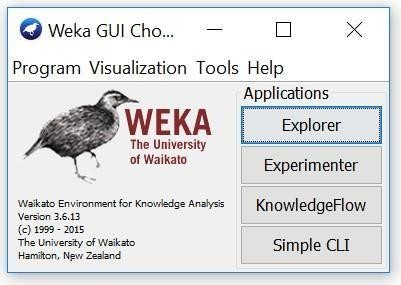 Weka GUI Cho...
Program Visualization Tools Help
WEKA
The University
of Waikato
Waikato Environment for Knowledge Analysis
Version 3.6.13
(c) 1999 - 2015
The University of Waikato
Hamilton, New Zealand
Applications
Explorer
Experimenter
KnowledgeFlow
Simple CLI